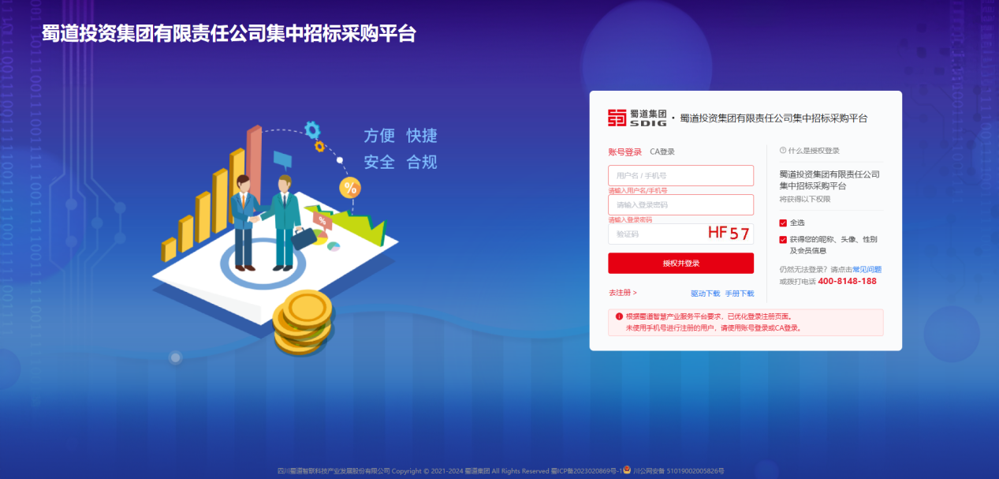 蜀道投资集团有限责任公司集中招标采购平台
方便 快捷
安全 合规
%
%
蜀道集团
SDIG
· 蜀道投资集团有限责任公司集中招标采购平台
账号登录 CA登录
用户名 / 手机号
请输入用户名/手机号
请输入登录密码
请输入登录密码
验证码 HF57
授权并登录
去注册 > 驱动下载 手册下载
什么是授权登录
蜀道投资集团有限责任公司
集中招标采购平台
将获得以下权限
全选
获得您的昵称、头像、性别
及会员信息
仍然无法登录？请点击常见问题
或拨打电话 400-8148-188
根据蜀道智慧产业服务平台要求，已优化登录注册页面。
未使用手机号进行注册的用户，请使用账号登录或CA登录。
四川蜀道智联科技产业发展股份有限公司 Copyright © 2021-2024 蜀道集团 All Rights Reserved 蜀ICP备2023020869号-1 川公网安备 51019002005826号